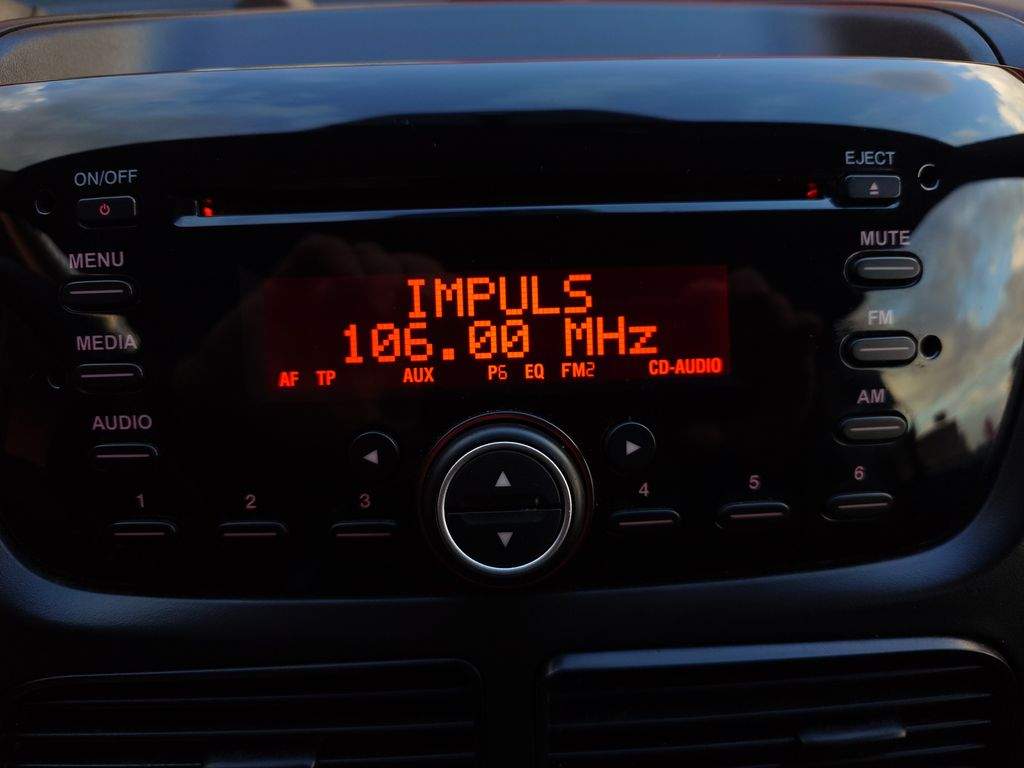 ON/OFF
EJECT
MENU
MUTE
IMPULS
106.00 MHz
FM
MEDIA
AF TP AUX P6 EQ FM2 CD-AUDIO
AM
AUDIO
1 2 3 4 5 6